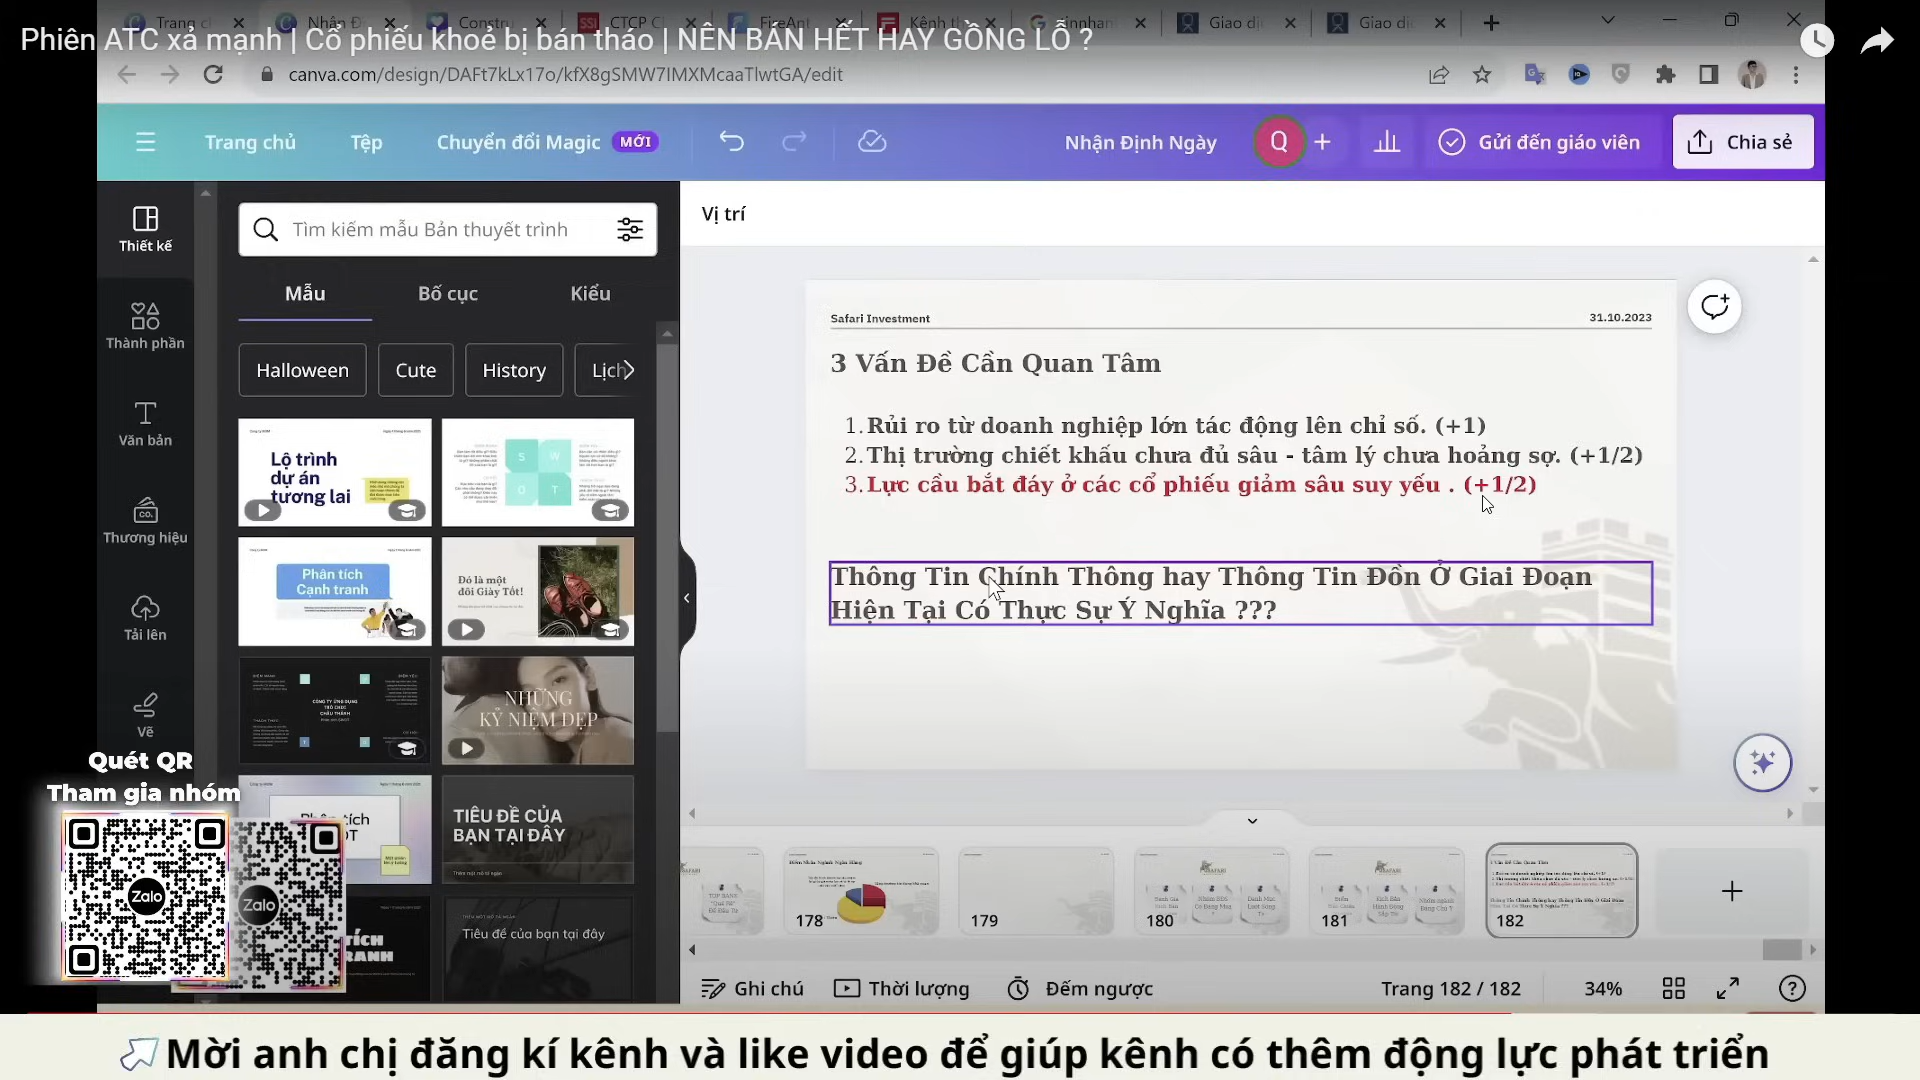 Phiên ATC xả mạnh | Cổ phiếu khoẻ bị bán tháo | NÊN BÁN HẾT HAY GỒNG LỖ ?
canva.com/design/DAFt7kLx17o/kfX8gSMW7IMXMcaaTlwtGA/edit
Trang chủ
Tệp
Chuyển đổi Magic MỚI
Nhận Định Ngày
Q
Gửi đến giáo viên
Chia sẻ
Thiết kế
Thành phần
Văn bản
Thương hiệu
Tải lên
Vẽ
Tìm kiếm mẫu Bản thuyết trình
Mẫu
Bố cục
Kiểu
Halloween
Cute
History
Lịch
Lộ trình
dự án
tương lai
S W
O T
Phân tích
Cạnh tranh
Đó là một
đôi Giày Tốt!
NHỮNG
KỶ NIỆM ĐẸP
TIÊU ĐỀ CỦA
BẠN TẠI ĐÂY
Tiêu đề của bạn tại đây
Vị trí
Safari Investment
31.10.2023
3 Vấn Đề Cần Quan Tâm
1. Rủi ro từ doanh nghiệp lớn tác động lên chỉ số. (+1)
2. Thị trường chiết khấu chưa đủ sâu - tâm lý chưa hoảng sợ. (+1/2)
3. Lực cầu bắt đáy ở các cổ phiếu giảm sâu suy yếu . (+1/2)
Thông Tin Chính Thông hay Thông Tin Đồn Ở Giai Đoạn
Hiện Tại Có Thực Sự Ý Nghĩa ???
178
179
180
181
182
Ghi chú
Thời lượng
Đếm ngược
Trang 182 / 182
34%
Quét QR
Tham gia nhóm
Zalo
Zalo
Mời anh chị đăng kí kênh và like video để giúp kênh có thêm động lực phát triển